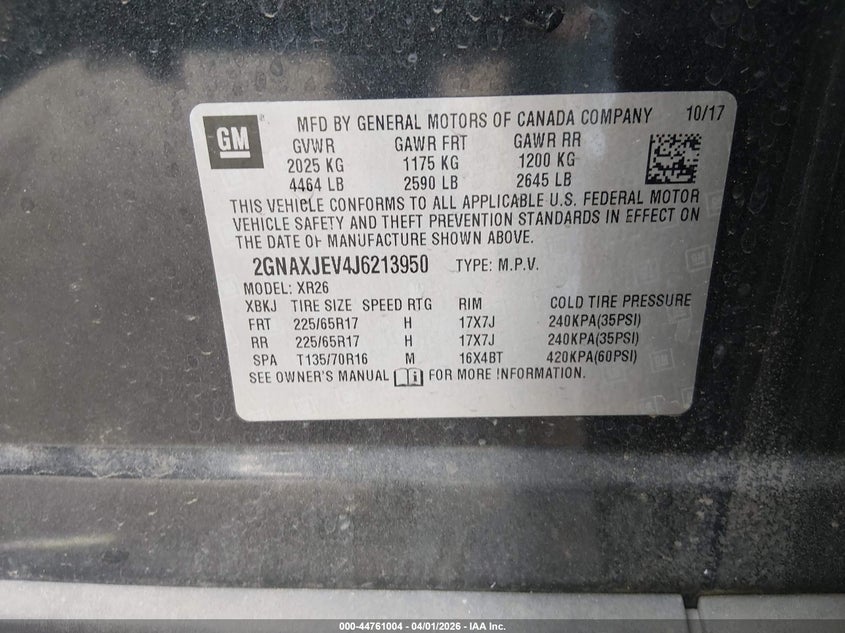 GM
MFD BY GENERAL MOTORS OF CANADA COMPANY 10/17
GVWR GAWR FRT GAWR RR
2025 KG 1175 KG 1200 KG
4464 LB 2590 LB 2645 LB
THIS VEHICLE CONFORMS TO ALL APPLICABLE U.S. FEDERAL MOTOR
VEHICLE SAFETY AND THEFT PREVENTION STANDARDS IN EFFECT ON
THE DATE OF MANUFACTURE SHOWN ABOVE.
2GNAXJEV4J6213950 TYPE: M.P.V.
MODEL: XR26
XBKJ TIRE SIZE SPEED RTG RIM COLD TIRE PRESSURE
FRT 225/65R17 H 17X7J 240KPA(35PSI)
RR 225/65R17 H 17X7J 240KPA(35PSI)
SPA T135/70R16 M 16X4BT 420KPA(60PSI)
SEE OWNER'S MANUAL FOR MORE INFORMATION.
000-44761004 | 04/01/2026 | IAA Inc.